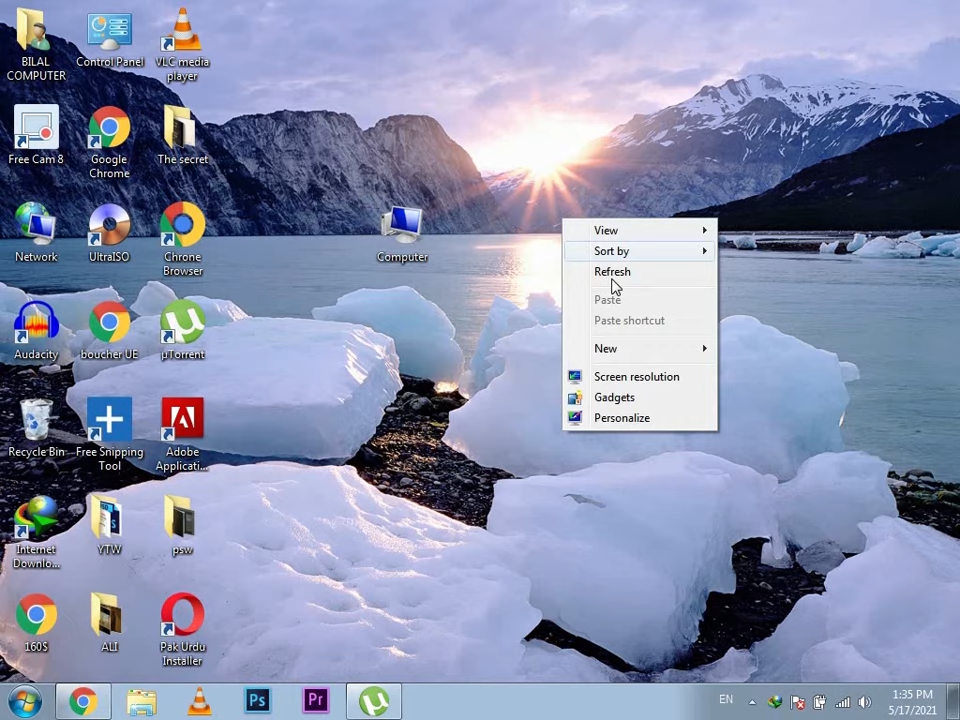 BILAL
COMPUTER
Control Panel
VLC media
player
Free Cam 8
Google
Chrome
The secret
Network
UltraISO
Chrone
Browser
Computer
Audacity
boucher UE
µTorrent
Recycle Bin
Free Snipping
Tool
Adobe
Applicati...
Internet
Downlo...
YTW
psw
160$
ALI
Pak Urdu
Installer
View
Sort by
Refresh
Paste
Paste shortcut
New
Screen resolution
Gadgets
Personalize
Ps
Pr
EN
1:35 PM
5/17/2021